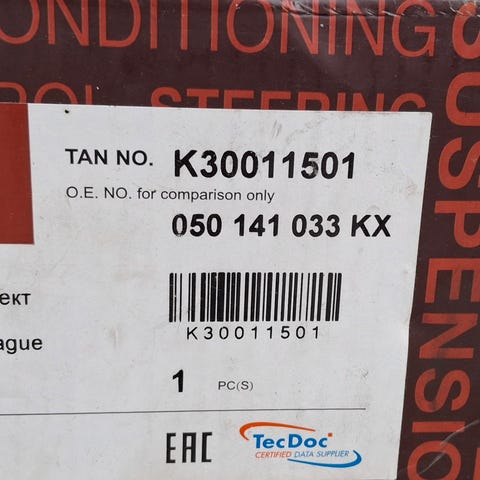 ONDITIONING
ROL STEERING
SUSPENSIO
TAN NO. K30011501
O.E. NO. for comparison only
050 141 033 KX
K30011501
ект
ague
1 PC(S)
EAC
TecDoc
CERTIFIED DATA SUPPLIER